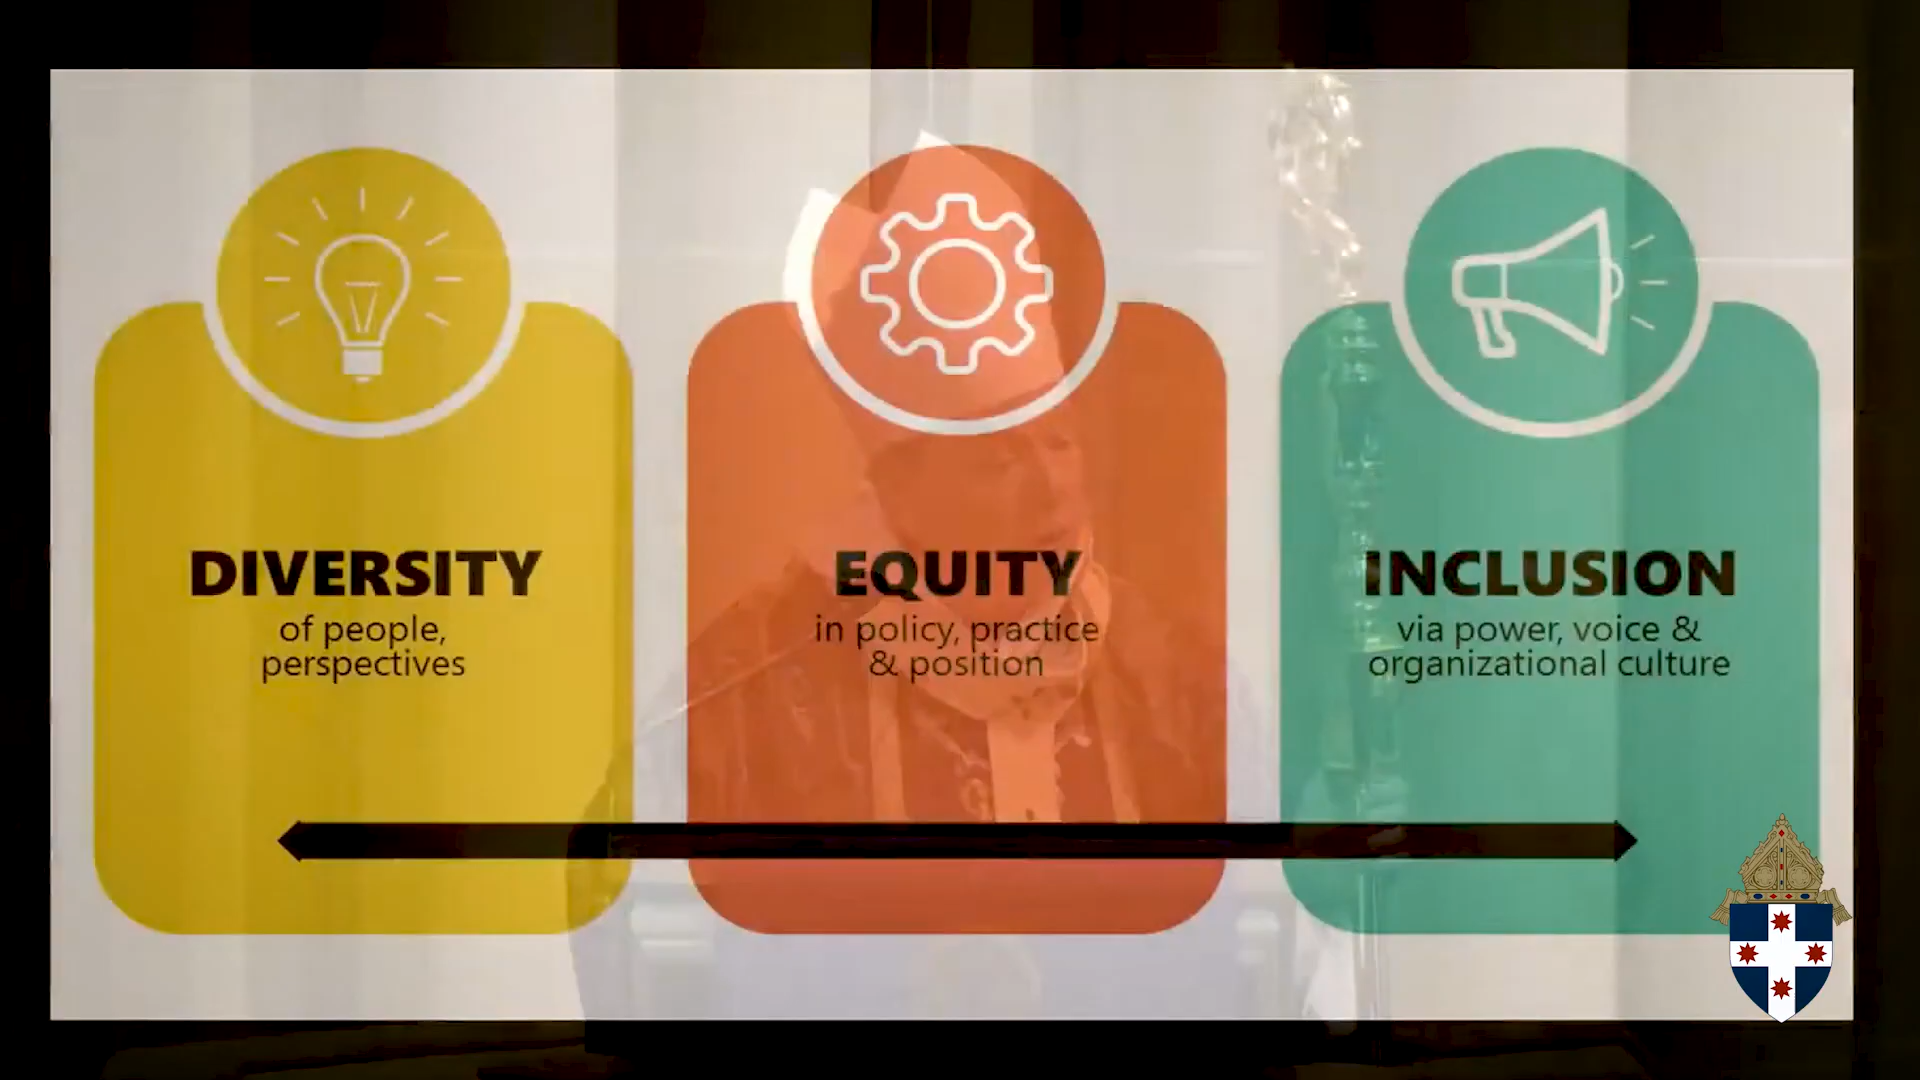 DIVERSITY
of people,
perspectives
EQUITY
in policy, practice
& position
INCLUSION
via power, voice &
organizational culture